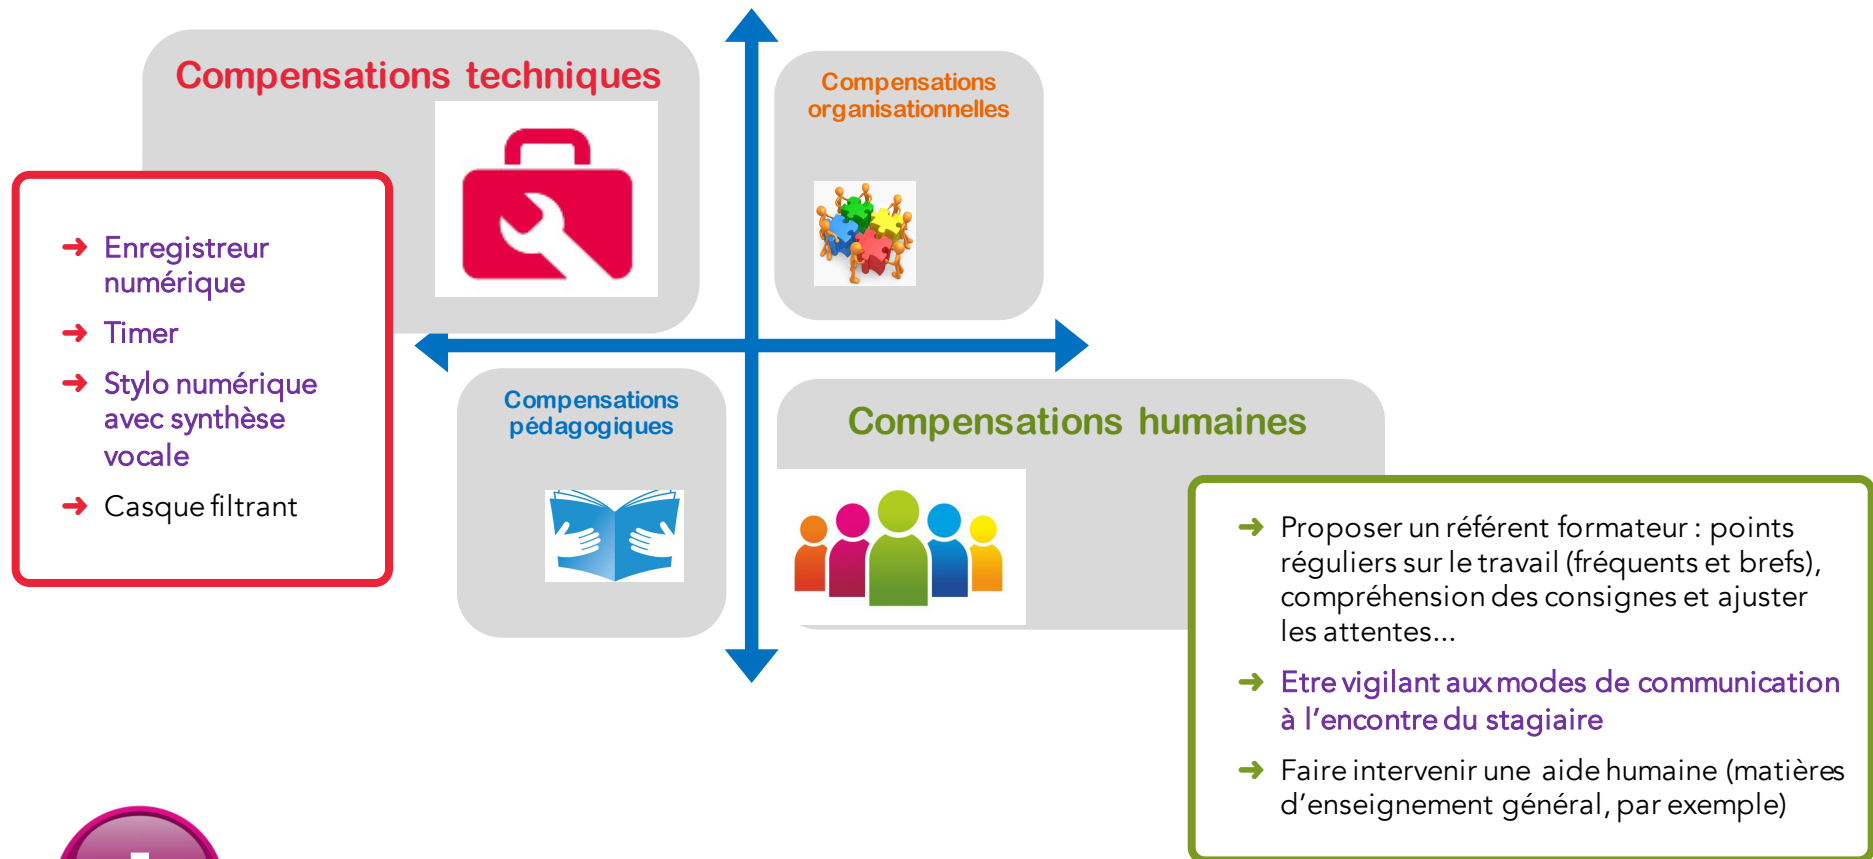 Compensations techniques
Enregistreur
numérique
Timer
Stylo numérique
avec synthèse
vocale
Casque filtrant
Compensations
organisationnelles
Compensations
pédagogiques
Compensations humaines
Proposer un référent formateur : points
réguliers sur le travail (fréquents et brefs),
compréhension des consignes et ajuster
les attentes...
Etre vigilant aux modes de communication
à l’encontre du stagiaire
Faire intervenir une aide humaine (matières
d’enseignement général, par exemple)